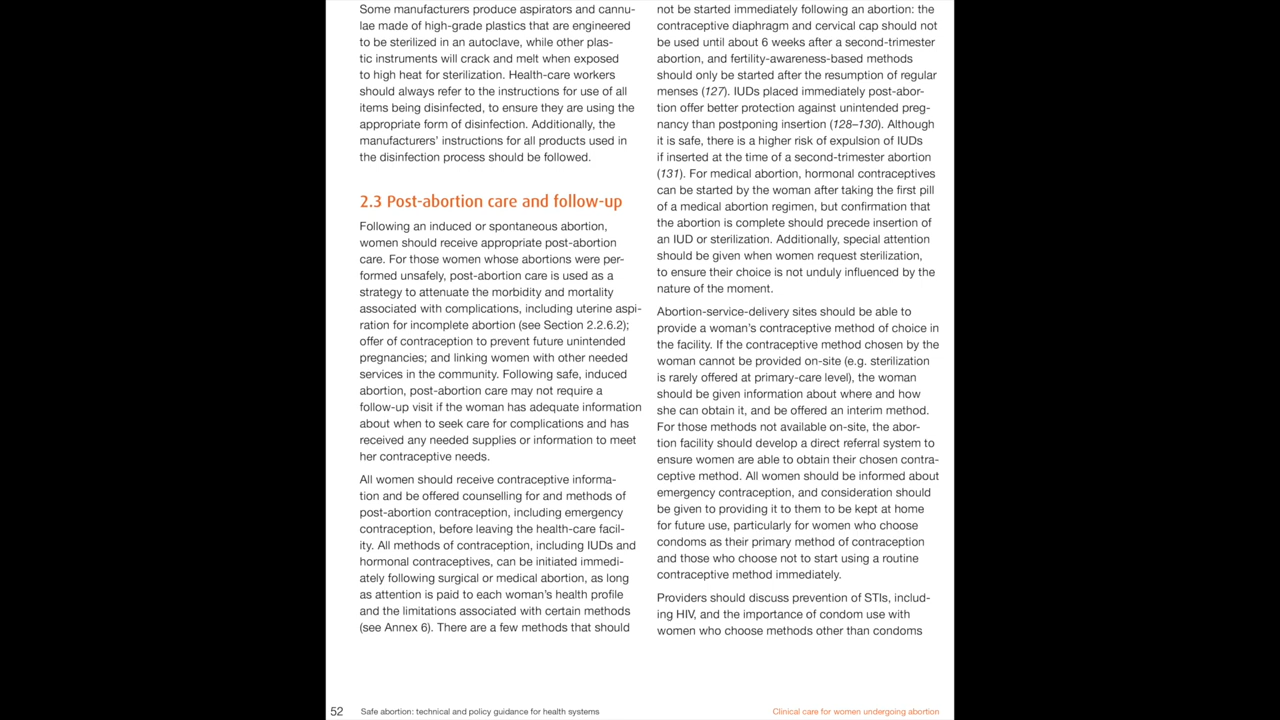 Some manufacturers produce aspirators and cannu-
lae made of high-grade plastics that are engineered
to be sterilized in an autoclave, while other plas-
tic instruments will crack and melt when exposed
to high heat for sterilization. Health-care workers
should always refer to the instructions for use of all
items being disinfected, to ensure they are using the
appropriate form of disinfection. Additionally, the
manufacturers’ instructions for all products used in
the disinfection process should be followed.
2.3 Post-abortion care and follow-up
Following an induced or spontaneous abortion,
women should receive appropriate post-abortion
care. For those women whose abortions were per-
formed unsafely, post-abortion care is used as a
strategy to attenuate the morbidity and mortality
associated with complications, including uterine aspi-
ration for incomplete abortion (see Section 2.2.6.2);
offer of contraception to prevent future unintended
pregnancies; and linking women with other needed
services in the community. Following safe, induced
abortion, post-abortion care may not require a
follow-up visit if the woman has adequate information
about when to seek care for complications and has
received any needed supplies or information to meet
her contraceptive needs.
All women should receive contraceptive informa-
tion and be offered counselling for and methods of
post-abortion contraception, including emergency
contraception, before leaving the health-care facil-
ity. All methods of contraception, including IUDs and
hormonal contraceptives, can be initiated immedi-
ately following surgical or medical abortion, as long
as attention is paid to each woman’s health profile
and the limitations associated with certain methods
(see Annex 6). There are a few methods that should
not be started immediately following an abortion: the
contraceptive diaphragm and cervical cap should not
be used until about 6 weeks after a second-trimester
abortion, and fertility-awareness-based methods
should only be started after the resumption of regular
menses (127). IUDs placed immediately post-abor-
tion offer better protection against unintended preg-
nancy than postponing insertion (128–130). Although
it is safe, there is a higher risk of expulsion of IUDs
if inserted at the time of a second-trimester abortion
(131). For medical abortion, hormonal contraceptives
can be started by the woman after taking the first pill
of a medical abortion regimen, but confirmation that
the abortion is complete should precede insertion of
an IUD or sterilization. Additionally, special attention
should be given when women request sterilization,
to ensure their choice is not unduly influenced by the
nature of the moment.
Abortion-service-delivery sites should be able to
provide a woman’s contraceptive method of choice in
the facility. If the contraceptive method chosen by the
woman cannot be provided on-site (e.g. sterilization
is rarely offered at primary-care level), the woman
should be given information about where and how
she can obtain it, and be offered an interim method.
For those methods not available on-site, the abor-
tion facility should develop a direct referral system to
ensure women are able to obtain their chosen contra-
ceptive method. All women should be informed about
emergency contraception, and consideration should
be given to providing it to them to be kept at home
for future use, particularly for women who choose
condoms as their primary method of contraception
and those who choose not to start using a routine
contraceptive method immediately.
Providers should discuss prevention of STIs, includ-
ing HIV, and the importance of condom use with
women who choose methods other than condoms
52 Safe abortion: technical and policy guidance for health systems
Clinical care for women undergoing abortion